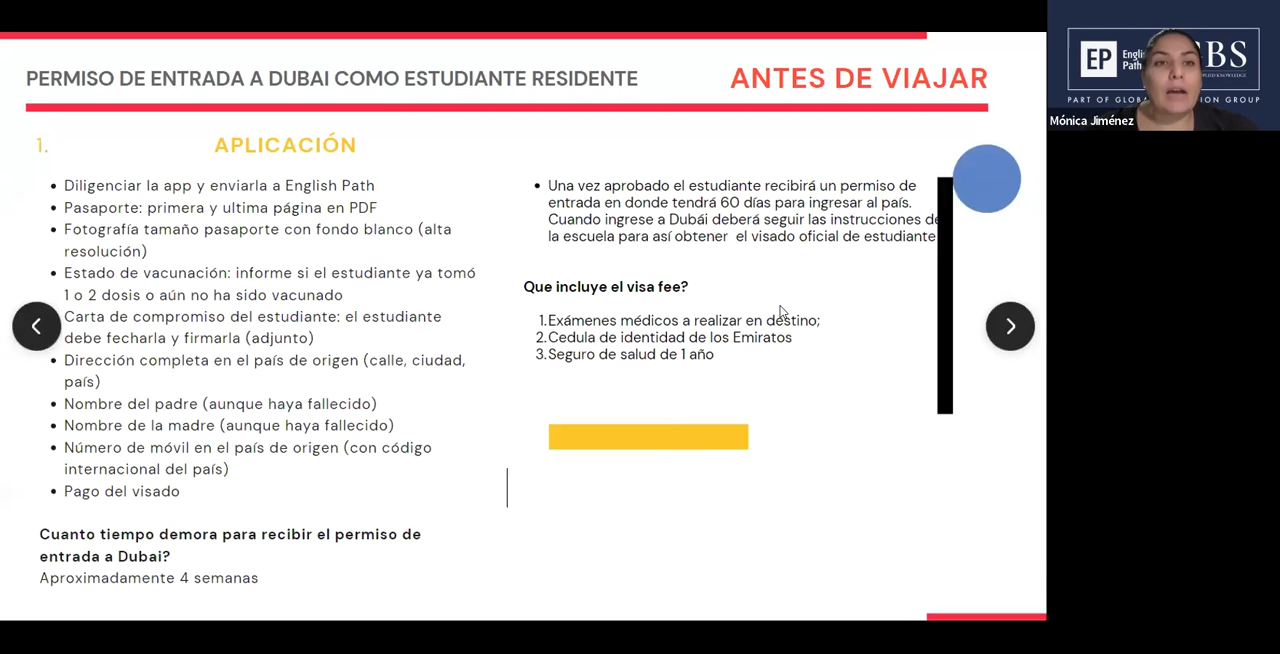 PERMISO DE ENTRADA A DUBAI COMO ESTUDIANTE RESIDENTE
ANTES DE VIAJAR
1. APLICACIÓN
• Diligenciar la app y enviarla a English Path
• Pasaporte: primera y ultima página en PDF
• Fotografía tamaño pasaporte con fondo blanco (alta
resolución)
• Estado de vacunación: informe si el estudiante ya tomó
1 o 2 dosis o aún no ha sido vacunado
Carta de compromiso del estudiante: el estudiante
debe fecharla y firmarla (adjunto)
• Dirección completa en el país de origen (calle, ciudad,
país)
• Nombre del padre (aunque haya fallecido)
• Nombre de la madre (aunque haya fallecido)
• Número de móvil en el país de origen (con código
internacional del país)
• Pago del visado
Cuanto tiempo demora para recibir el permiso de
entrada a Dubai?
Aproximadamente 4 semanas
• Una vez aprobado el estudiante recibirá un permiso de
entrada en donde tendrá 60 días para ingresar al país.
Cuando ingrese a Dubái deberá seguir las instrucciones de
la escuela para así obtener el visado oficial de estudiante
Que incluye el visa fee?
1. Exámenes médicos a realizar en destino;
2. Cedula de identidad de los Emiratos
3. Seguro de salud de 1 año
EP
PART OF
Mónica Jiménez